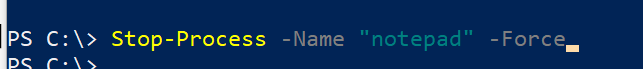 PS C:\> Stop-Process -Name "notepad" -Force
PS C:\>